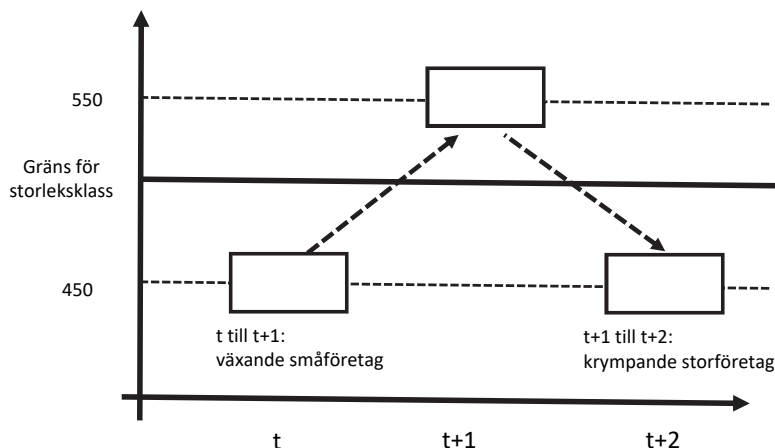 550
Gräns för
storleksklass
450
t till t+1:
växande småföretag
t+1 till t+2:
krympande storföretag
t
t+1
t+2